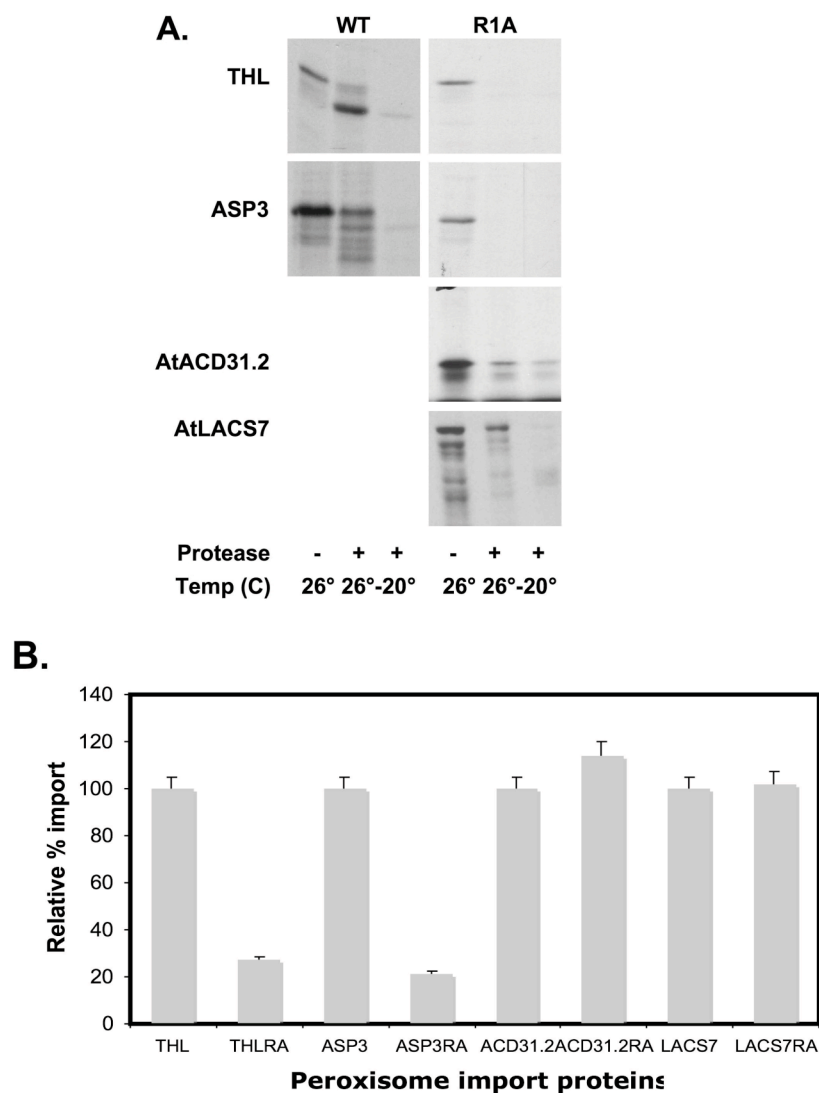 A.
WT R1A
THL
ASP3
AtACD31.2
AtLACS7
Protease - + + - + +
Temp (C) 26° 26°-20° 26° 26°-20°
B.
140
120
100
80
60
40
20
0
Relative % import
THL THLRA ASP3 ASP3RA ACD31.2 ACD31.2RA LACS7 LACS7RA
Peroxisome import proteins